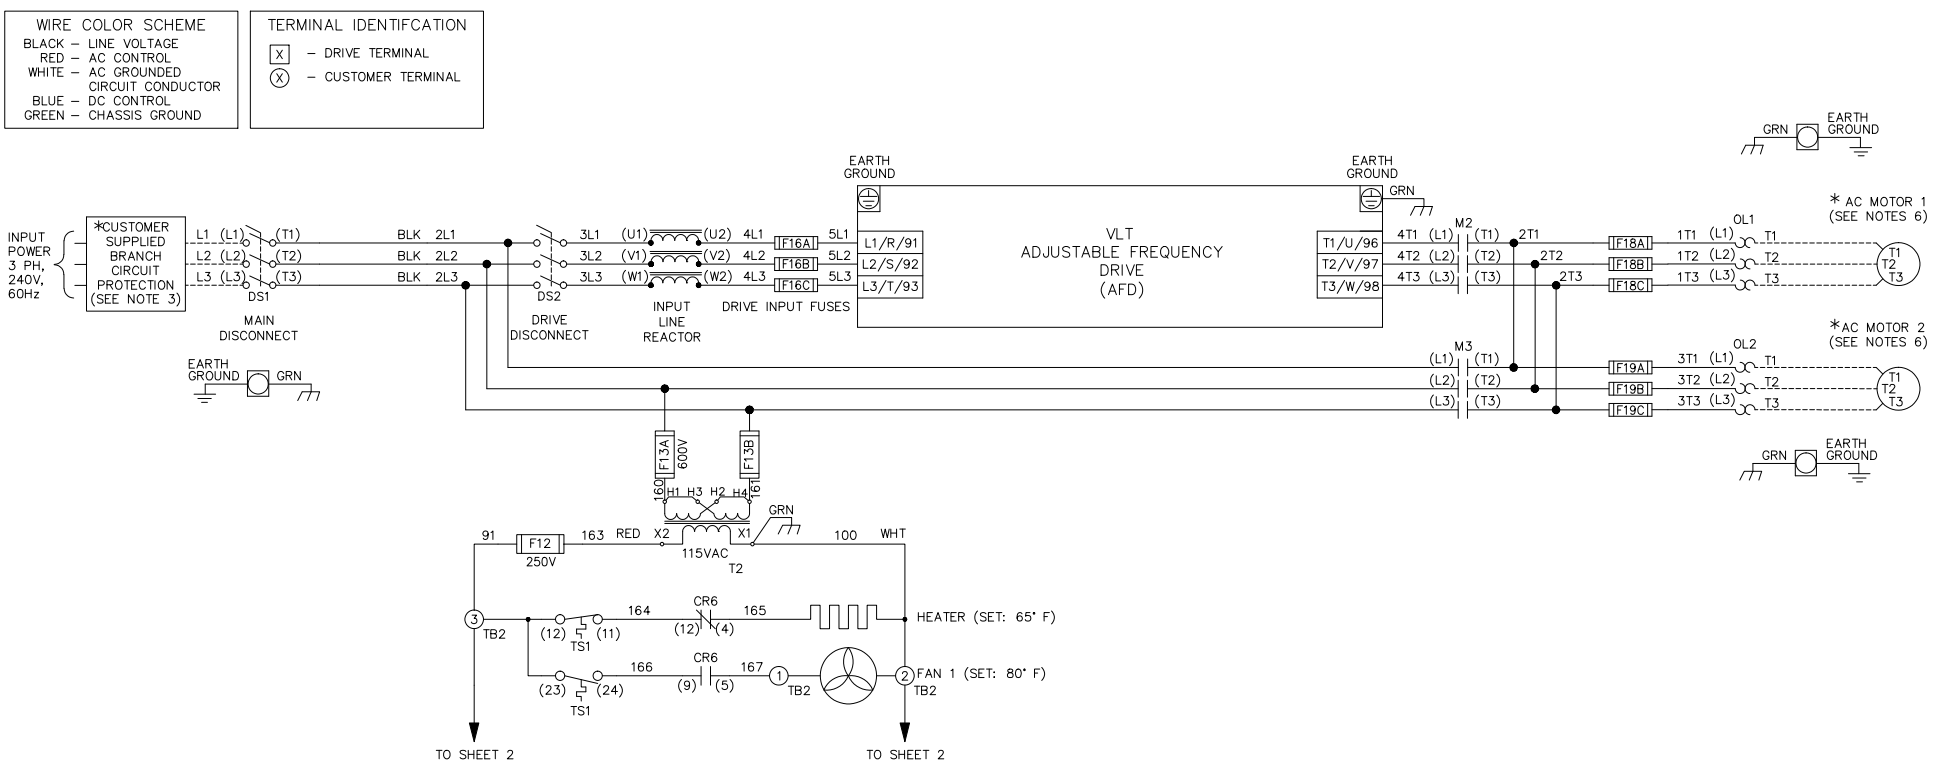 WIRE COLOR SCHEME
BLACK – LINE VOLTAGE
RED – AC CONTROL
WHITE – AC GROUNDED
CIRCUIT CONDUCTOR
BLUE – DC CONTROL
GREEN – CHASSIS GROUND
TERMINAL IDENTIFCATION
X – DRIVE TERMINAL
X – CUSTOMER TERMINAL
GRN
EARTH
GROUND
EARTH
GROUND
EARTH
GROUND
GRN
INPUT
POWER
3 PH,
240V,
60Hz
*CUSTOMER
SUPPLIED
BRANCH
CIRCUIT
PROTECTION
(SEE NOTE 3)
L1 (L1) (T1) BLK 2L1 3L1 (U1) (U2) 4L1 F16A 5L1 L1/R/91
L2 (L2) (T2) BLK 2L2 3L2 (V1) (V2) 4L2 F16B 5L2 L2/S/92
L3 (L3) (T3) BLK 2L3 3L3 (W1) (W2) 4L3 F16C 5L3 L3/T/93
DS1
MAIN
DISCONNECT
DS2
DRIVE
DISCONNECT
INPUT
LINE
REACTOR
DRIVE INPUT FUSES
VLT
ADJUSTABLE FREQUENCY
DRIVE
(AFD)
M2
OL1
* AC MOTOR 1
(SEE NOTES 6)
T1/U/96 4T1 (L1) (T1) 2T1 F18A 1T1 (L1) T1
T2/V/97 4T2 (L2) (T2) 2T2 F18B 1T2 (L2) T2
T3/W/98 4T3 (L3) (T3) 2T3 F18C 1T3 (L3) T3
T1
T2
T3
EARTH
GROUND
GRN
M3
OL2
* AC MOTOR 2
(SEE NOTES 6)
(L1) (T1) F19A 3T1 (L1) T1
(L2) (T2) F19B 3T2 (L2) T2
(L3) (T3) F19C 3T3 (L3) T3
T1
T2
T3
GRN
EARTH
GROUND
F13A
600V
F13B
160
H1 H3 H2 H4
161
GRN
91 F12 163 RED X2 X1 100 WHT
250V
115VAC
T2
3
TB2
164 CR6 165
(12) (11) (12) (4)
TS1
HEATER (SET: 65° F)
166 CR6 167 1
(23) (24) (9) (5) TB2
TS1
2
TB2
FAN 1 (SET: 80° F)
TO SHEET 2
TO SHEET 2